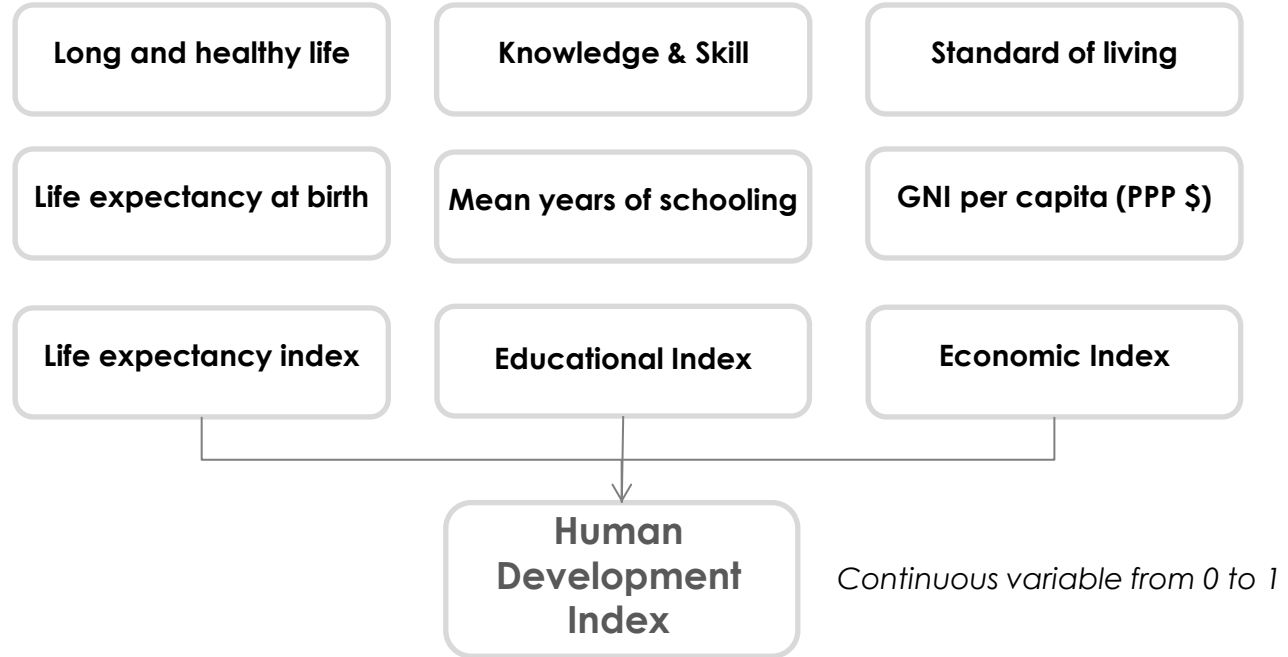 Long and healthy life
Knowledge & Skill
Standard of living
Life expectancy at birth
Mean years of schooling
GNI per capita (PPP $)
Life expectancy index
Educational Index
Economic Index
Human
Development
Index
Continuous variable from 0 to 1